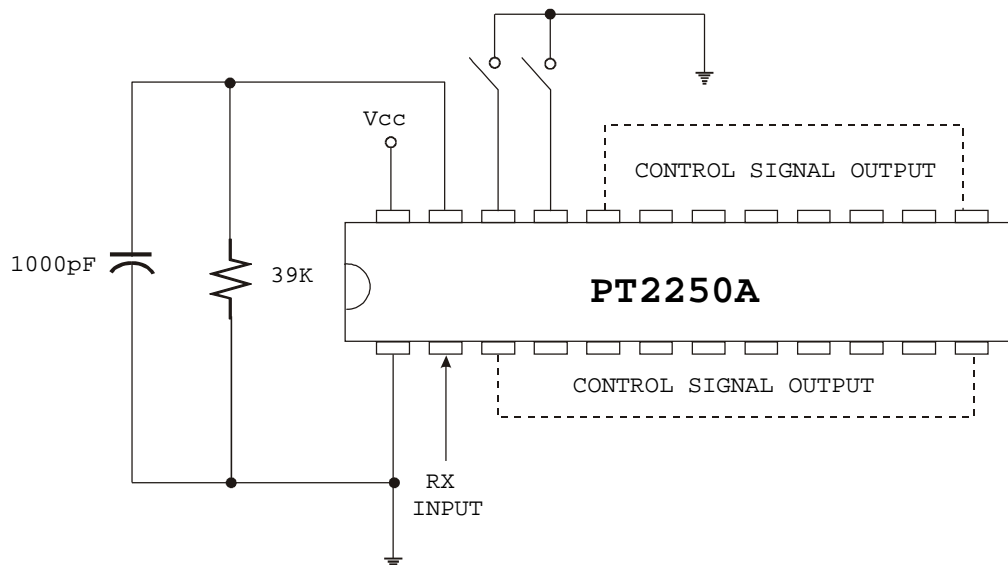 Vcc
CONTROL SIGNAL OUTPUT
1000pF
39K
PT2250A
CONTROL SIGNAL OUTPUT
RX
INPUT